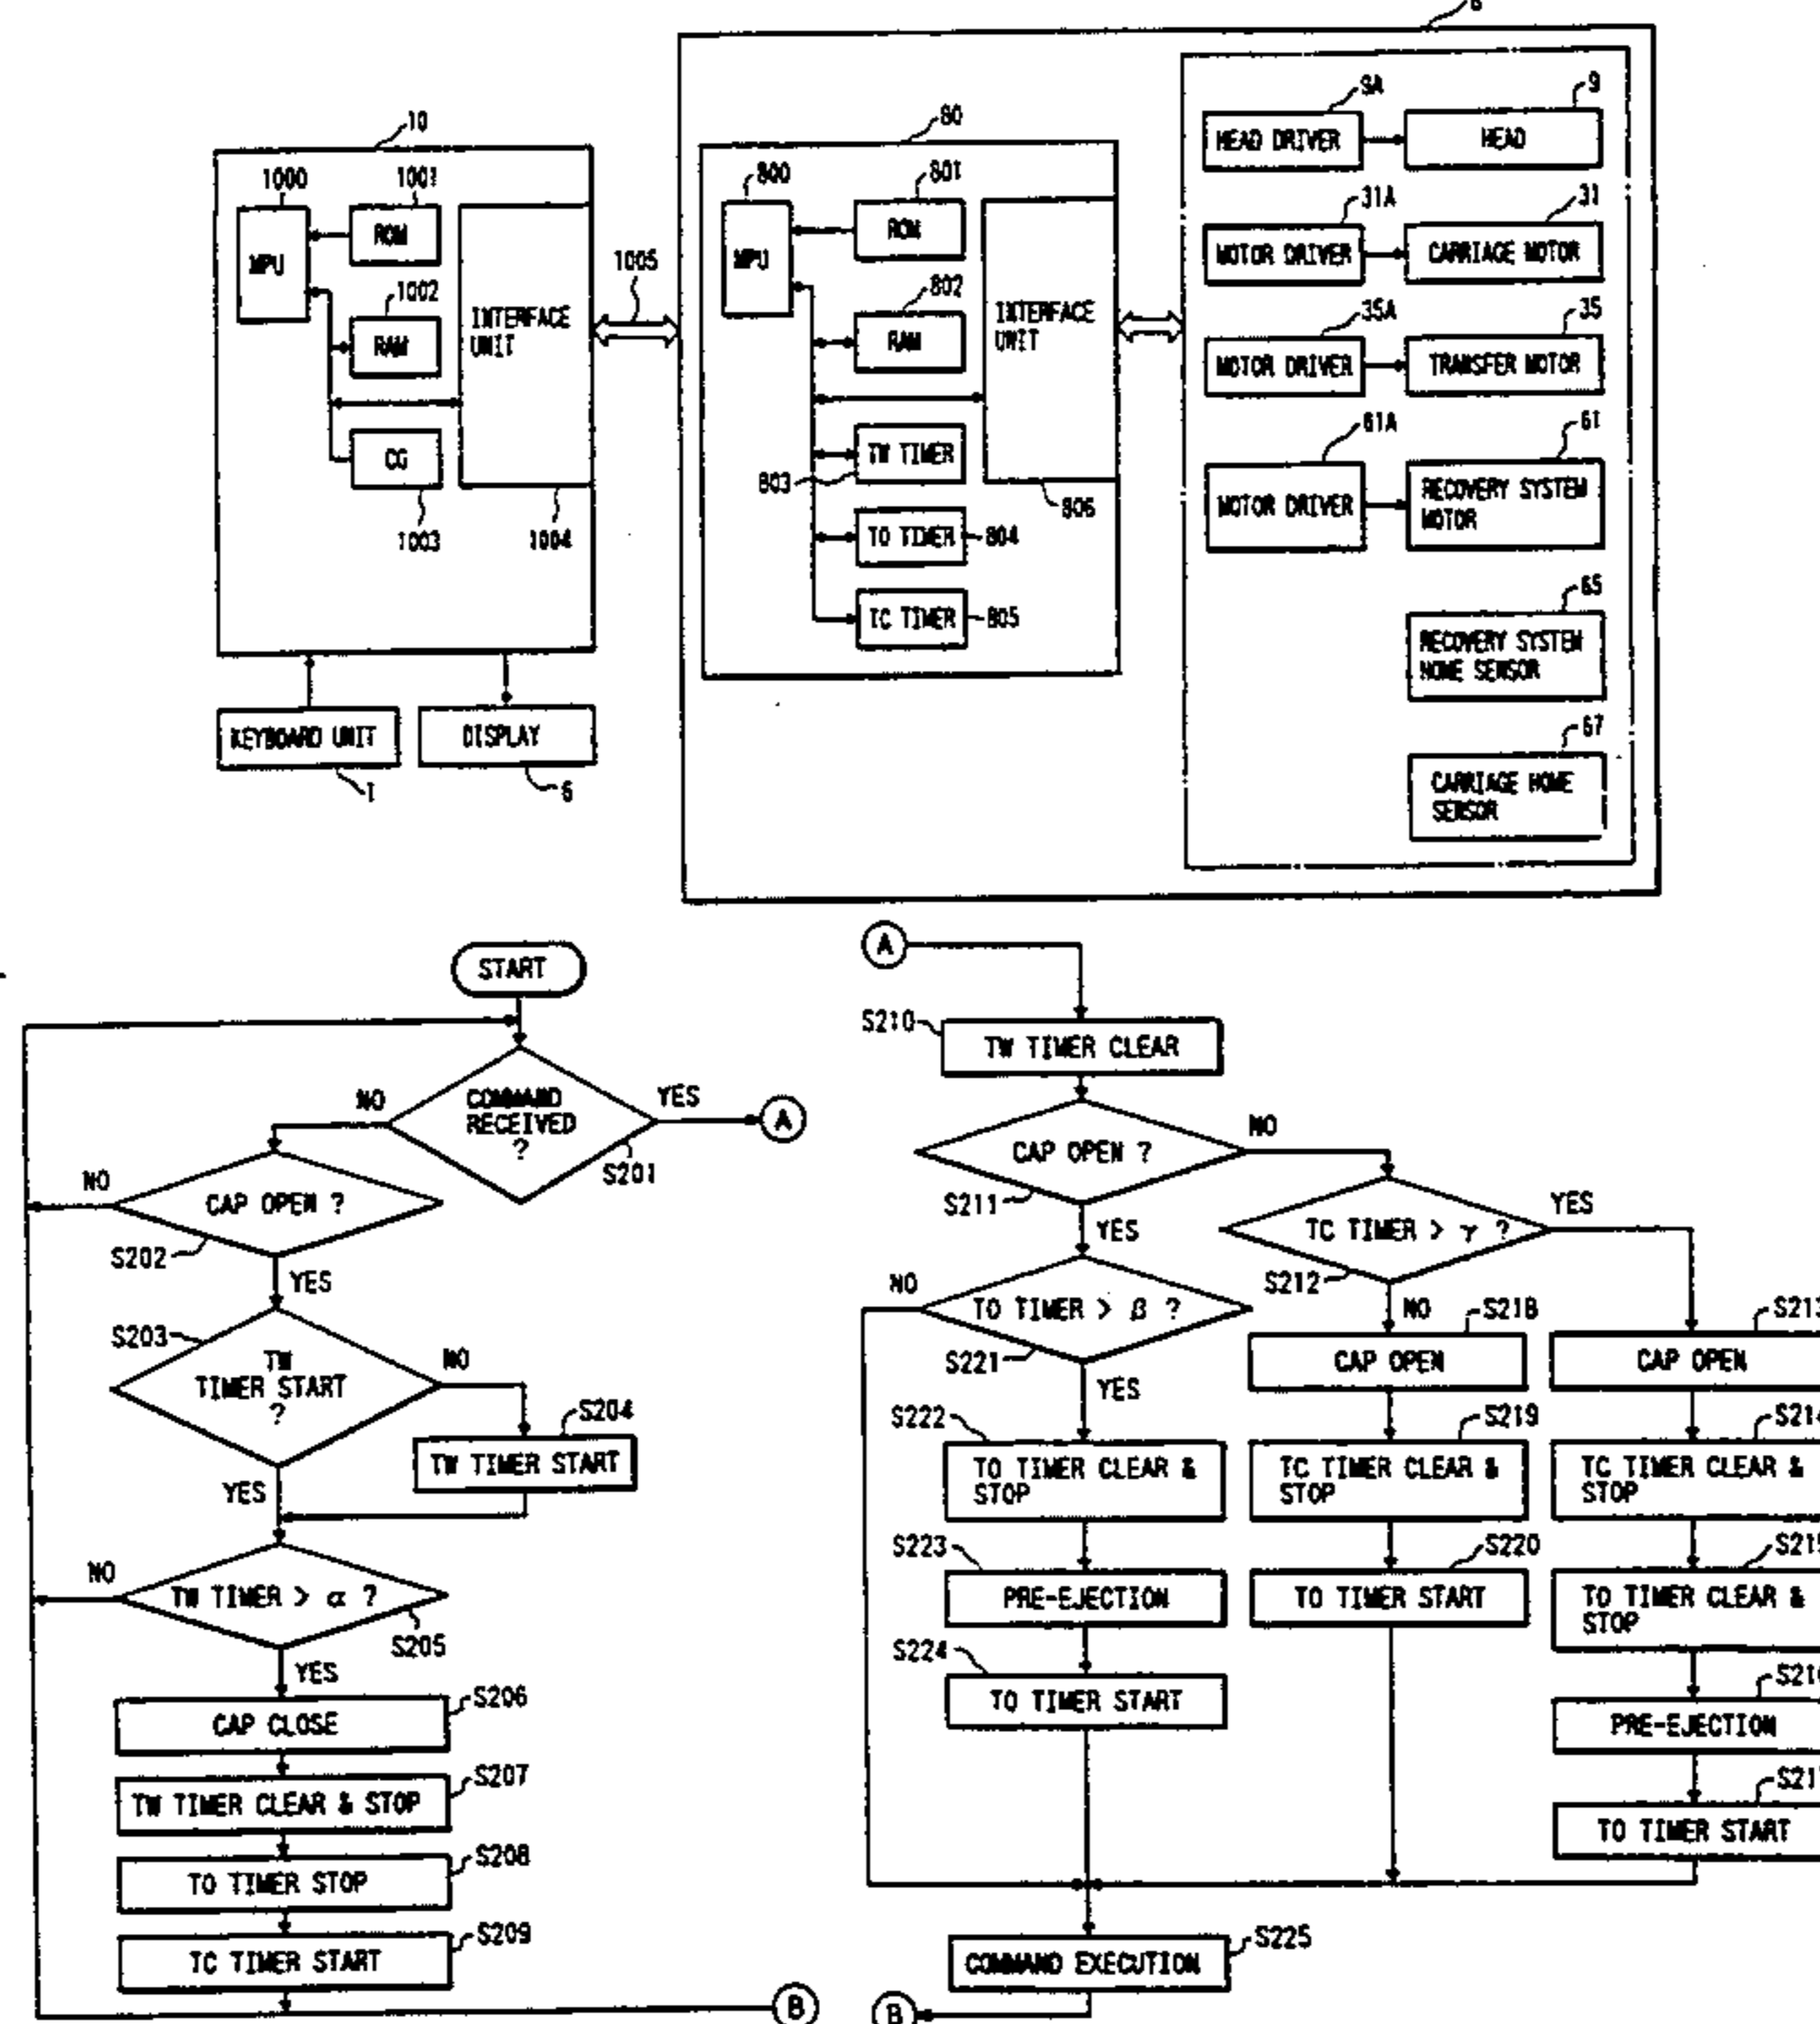 8
10
1000
1001
MPU
ROM
1002
RAM
CG
1003
INTERFACE
UNIT
1004
1005
KEYBOARD UNIT
1
DISPLAY
6
80
800
801
MPU
ROM
802
RAM
TW TIMER
803
TO TIMER
804
TC TIMER
805
INTERFACE
UNIT
806
9A
HEAD DRIVER
9
HEAD
31A
MOTOR DRIVER
31
CARRIAGE MOTOR
35A
MOTOR DRIVER
35
TRANSFER MOTOR
61A
MOTOR DRIVER
61
RECOVERY SYSTEM
MOTOR
65
RECOVERY SYSTEM
HOME SENSOR
67
CARRIAGE HOME
SENSOR
START
COMMAND
RECEIVED
?
S201
NO
YES
A
CAP OPEN ?
S202
NO
YES
S203
TW
TIMER START
?
NO
YES
S204
TW TIMER START
TW TIMER > α ?
S205
NO
YES
CAP CLOSE
S206
TW TIMER CLEAR & STOP
S207
TO TIMER STOP
S208
TC TIMER START
S209
B
A
S210
TW TIMER CLEAR
CAP OPEN ?
S211
NO
YES
TC TIMER > γ ?
S212
YES
NO
TO TIMER > β ?
S221
NO
YES
S222
TO TIMER CLEAR &
STOP
S223
PRE-EJECTION
S224
TO TIMER START
S218
CAP OPEN
S219
TC TIMER CLEAR &
STOP
S220
TO TIMER START
S213
CAP OPEN
S214
TC TIMER CLEAR &
STOP
S215
TO TIMER CLEAR &
STOP
S216
PRE-EJECTION
S217
TO TIMER START
COMMAND EXECUTION
S225
B